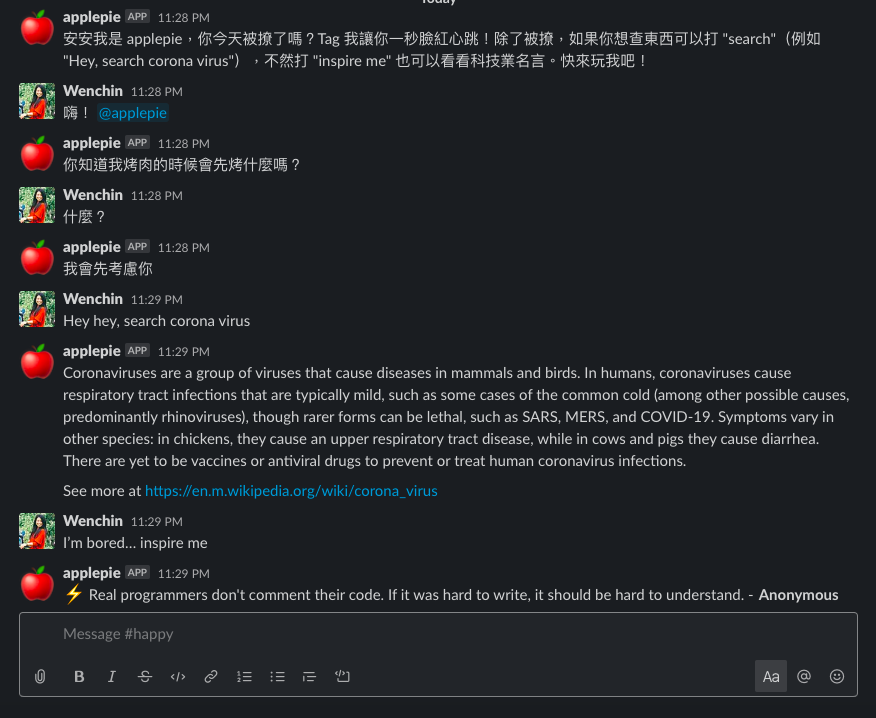 Today
applepie APP 11:28 PM
安安我是 applepie，你今天被撩了嗎？Tag 我讓你一秒臉紅心跳！除了被撩，如果你想查東西可以打 "search"（例如
"Hey, search corona virus"），不然打 "inspire me" 也可以看看科技業名言。快來玩我吧！
Wenchin 11:28 PM
嗨！ @applepie
applepie APP 11:28 PM
你知道我烤肉的時候會先烤什麼嗎？
Wenchin 11:28 PM
什麼？
applepie APP 11:28 PM
我會先考慮你
Wenchin 11:29 PM
Hey hey, search corona virus
applepie APP 11:29 PM
Coronaviruses are a group of viruses that cause diseases in mammals and birds. In humans, coronaviruses cause
respiratory tract infections that are typically mild, such as some cases of the common cold (among other possible causes,
predominantly rhinoviruses), though rarer forms can be lethal, such as SARS, MERS, and COVID-19. Symptoms vary in
other species: in chickens, they cause an upper respiratory tract disease, while in cows and pigs they cause diarrhea.
There are yet to be vaccines or antiviral drugs to prevent or treat human coronavirus infections.
See more at https://en.m.wikipedia.org/wiki/corona_virus
Wenchin 11:29 PM
I'm bored... inspire me
applepie APP 11:29 PM
⚡ Real programmers don't comment their code. If it was hard to write, it should be hard to understand. - Anonymous
Message #happy
B I S </> Aa @